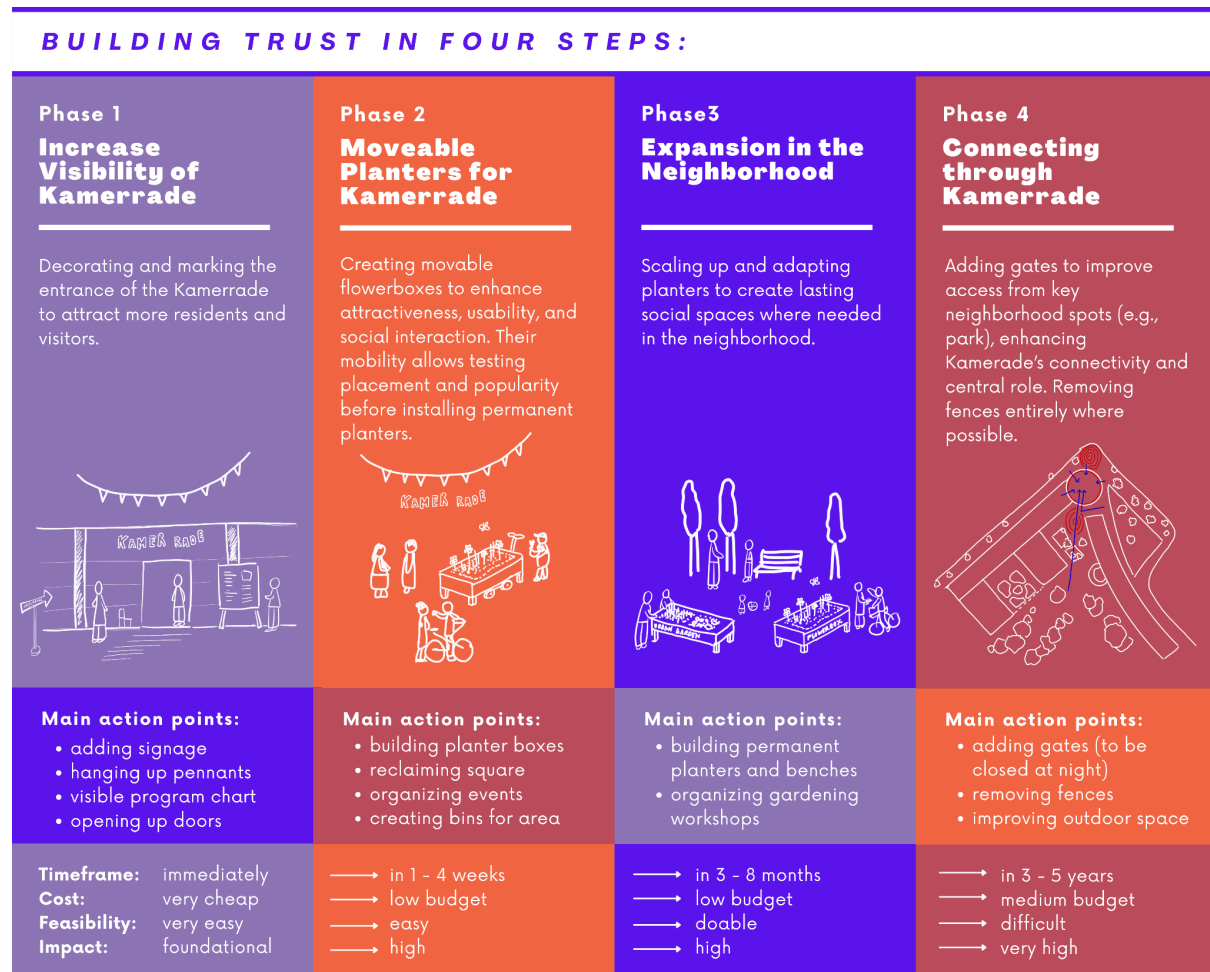 BUILDING TRUST IN FOUR STEPS:
Phase 1
Increase
Visibility of
Kamerrade
Decorating and marking the
entrance of the Kamerrade
to attract more residents and
visitors.
KAMER RADE
Main action points:
• adding signage
• hanging up pennants
• visible program chart
• opening up doors
Timeframe: immediately
Cost: very cheap
Feasibility: very easy
Impact: foundational
Phase 2
Moveable
Planters for
Kamerrade
Creating movable
flowerboxes to enhance
attractiveness, usability, and
social interaction. Their
mobility allows testing
placement and popularity
before installing permanent
planters.
KAMER RADE
Main action points:
• building planter boxes
• reclaiming square
• organizing events
• creating bins for area
in 1 - 4 weeks
low budget
easy
high
Phase3
Expansion in the
Neighborhood
Scaling up and adapting
planters to create lasting
social spaces where needed
in the neighborhood.
GARDEN
FLOWERBOX
Main action points:
• building permanent
planters and benches
• organizing gardening
workshops
in 3 - 8 months
low budget
doable
high
Phase 4
Connecting
through
Kamerrade
Adding gates to improve
access from key
neighborhood spots (e.g.,
park), enhancing
Kamerade's connectivity and
central role. Removing
fences entirely where
possible.
Main action points:
• adding gates (to be
closed at night)
• removing fences
• improving outdoor space
in 3 - 5 years
medium budget
difficult
very high